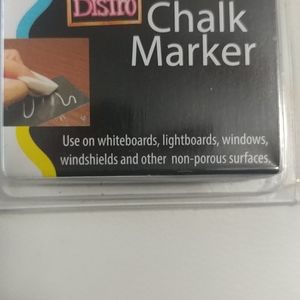 Distro
Chalk
Marker
Use on whiteboards, lightboards, windows,
windshields and other non-porous surfaces.